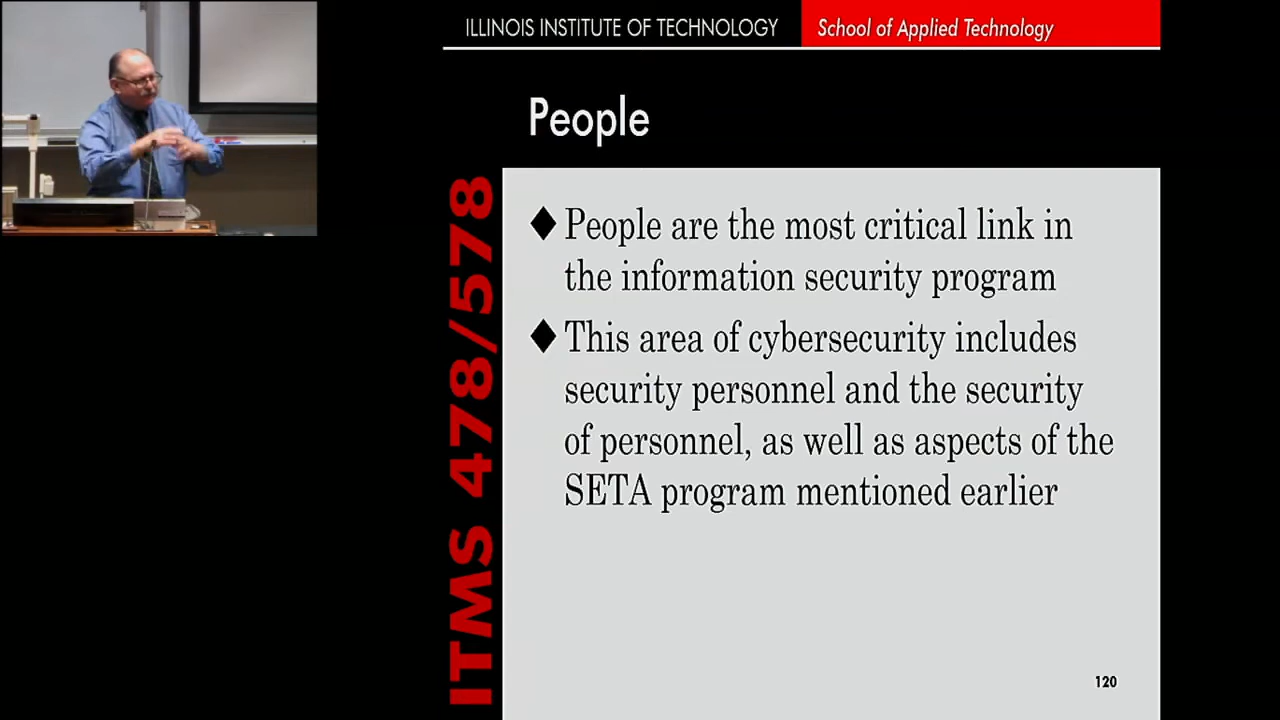 ILLINOIS INSTITUTE OF TECHNOLOGY
School of Applied Technology
People
ITMS 478/578
◆ People are the most critical link in
the information security program
◆ This area of cybersecurity includes
security personnel and the security
of personnel, as well as aspects of the
SETA program mentioned earlier
120